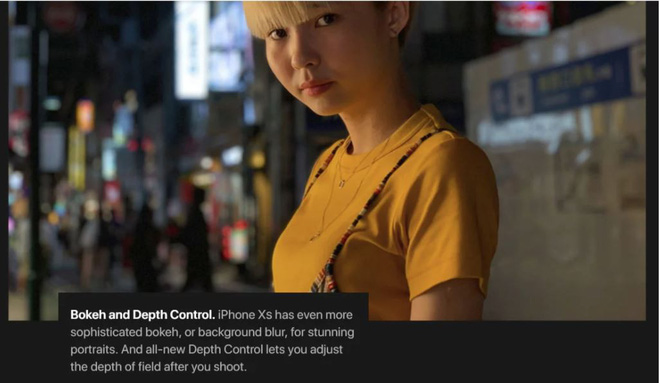 Bokeh and Depth Control. iPhone Xs has even more
sophisticated bokeh, or background blur, for stunning
portraits. And all-new Depth Control lets you adjust
the depth of field after you shoot.